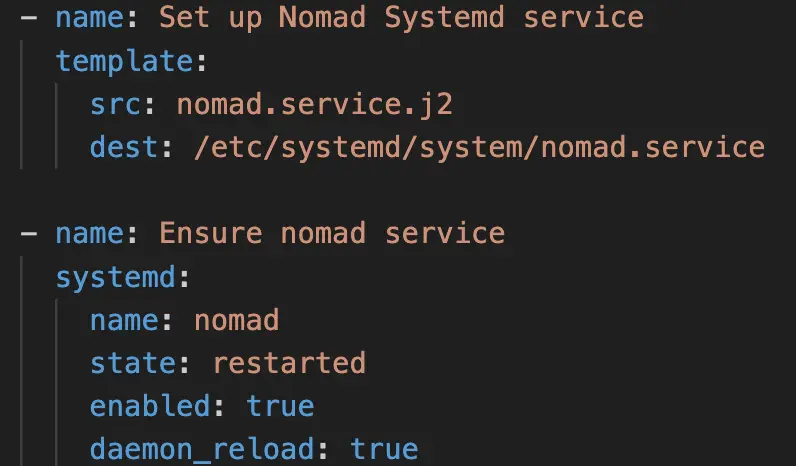 - name: Set up Nomad Systemd service
  template:
    src: nomad.service.j2
    dest: /etc/systemd/system/nomad.service

- name: Ensure nomad service
  systemd:
    name: nomad
    state: restarted
    enabled: true
    daemon_reload: true